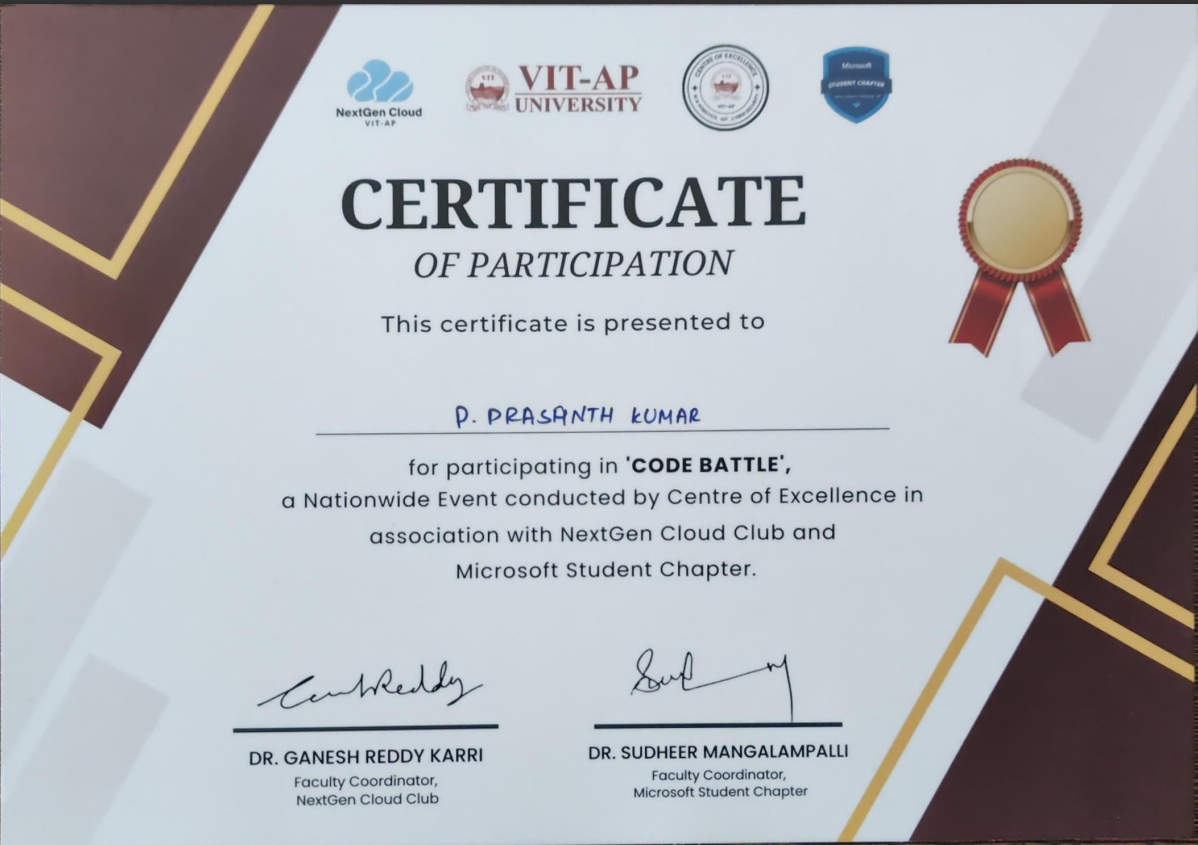 NextGen Cloud
VIT-AP
VIT
VIT-AP
UNIVERSITY
CENTRE OF EXCELLENCE
VIT-AP
Microsoft
STUDENT CHAPTER
CERTIFICATE
OF PARTICIPATION
This certificate is presented to
P. PRASANTH KUMAR
for participating in 'CODE BATTLE',
a Nationwide Event conducted by Centre of Excellence in
association with NextGen Cloud Club and
Microsoft Student Chapter.
DR. GANESH REDDY KARRI
Faculty Coordinator,
NextGen Cloud Club
DR. SUDHEER MANGALAMPALLI
Faculty Coordinator,
Microsoft Student Chapter